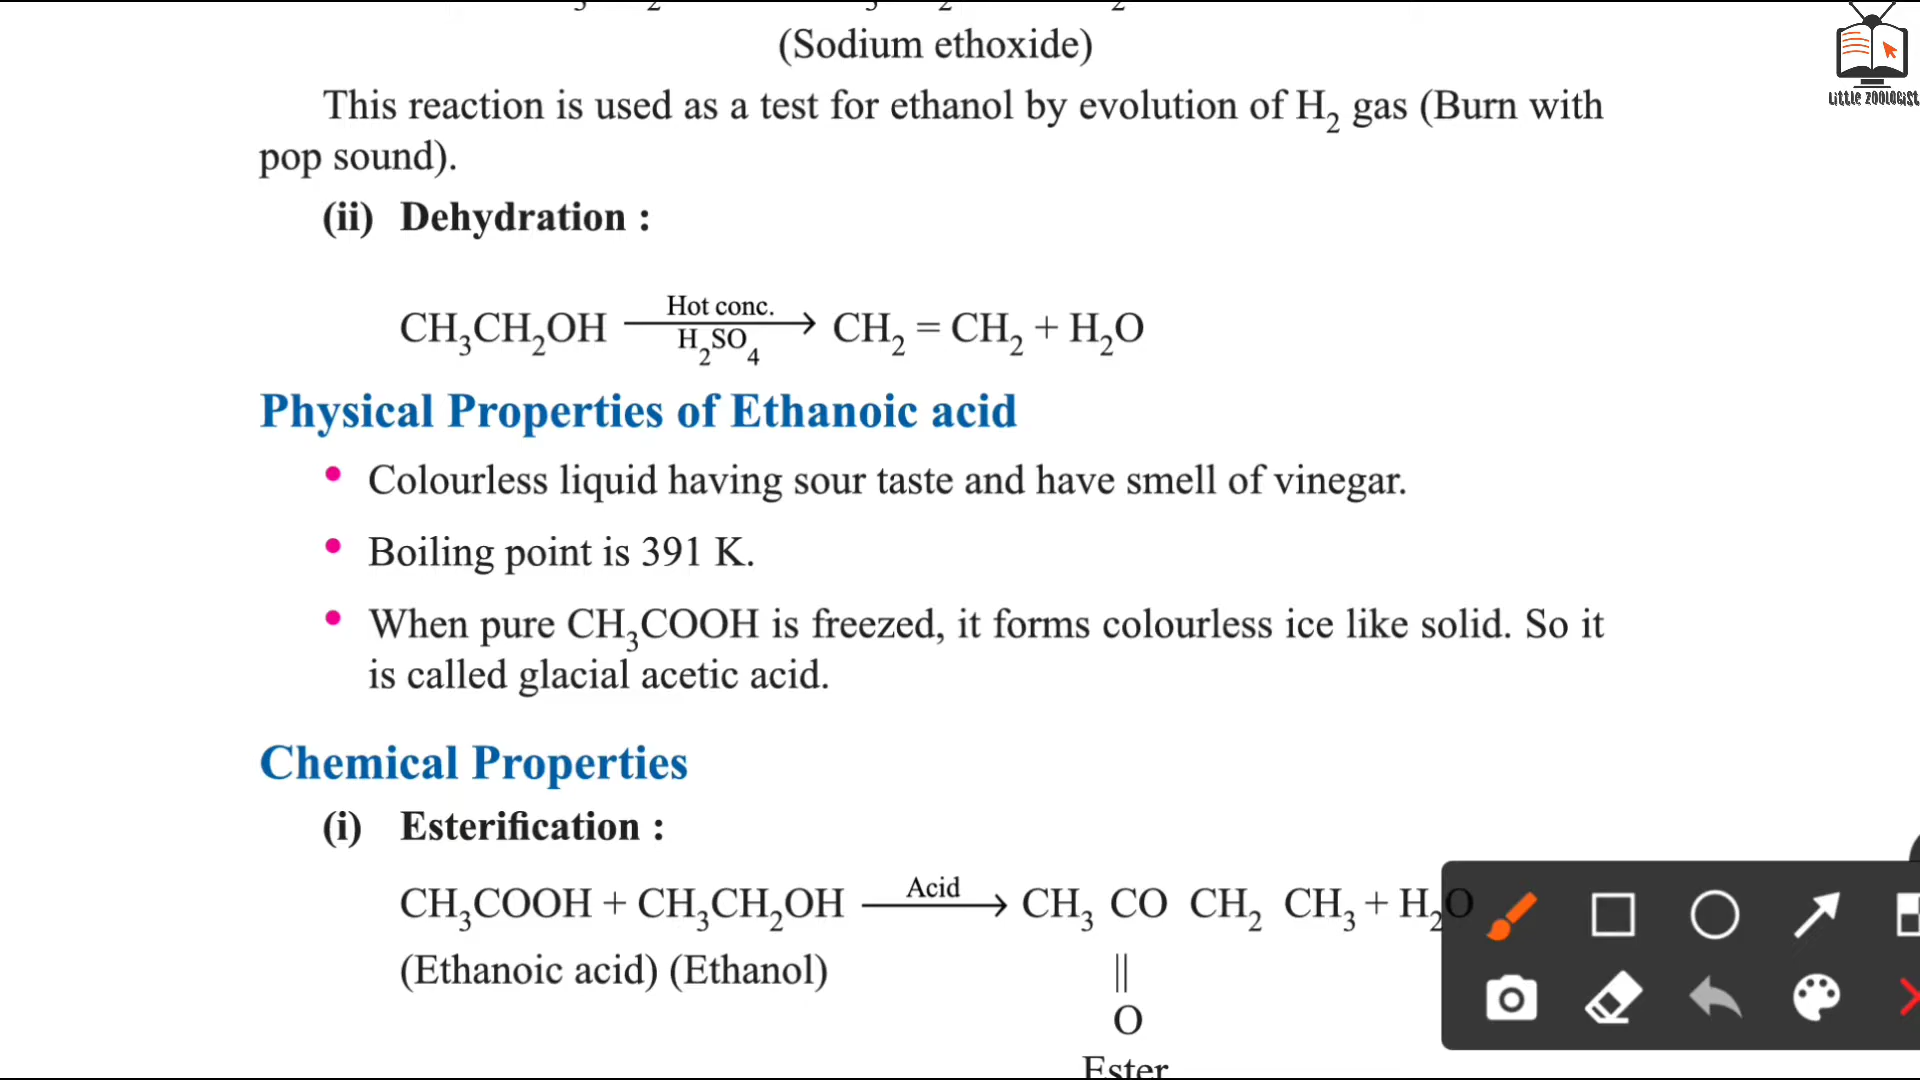 (Sodium ethoxide)
LITTLE ZOOLOGIST
This reaction is used as a test for ethanol by evolution of H₂ gas (Burn with
pop sound).
(ii) Dehydration :
CH₃CH₂OH Hot conc. H₂SO₄ → CH₂ = CH₂ + H₂O
Physical Properties of Ethanoic acid
• Colourless liquid having sour taste and have smell of vinegar.
• Boiling point is 391 K.
• When pure CH₃COOH is freezed, it forms colourless ice like solid. So it
is called glacial acetic acid.
Chemical Properties
(i) Esterification :
CH₃COOH + CH₃CH₂OH Acid → CH₃ CO CH₂ CH₃ + H₂O
(Ethanoic acid) (Ethanol)
||
O
Ester